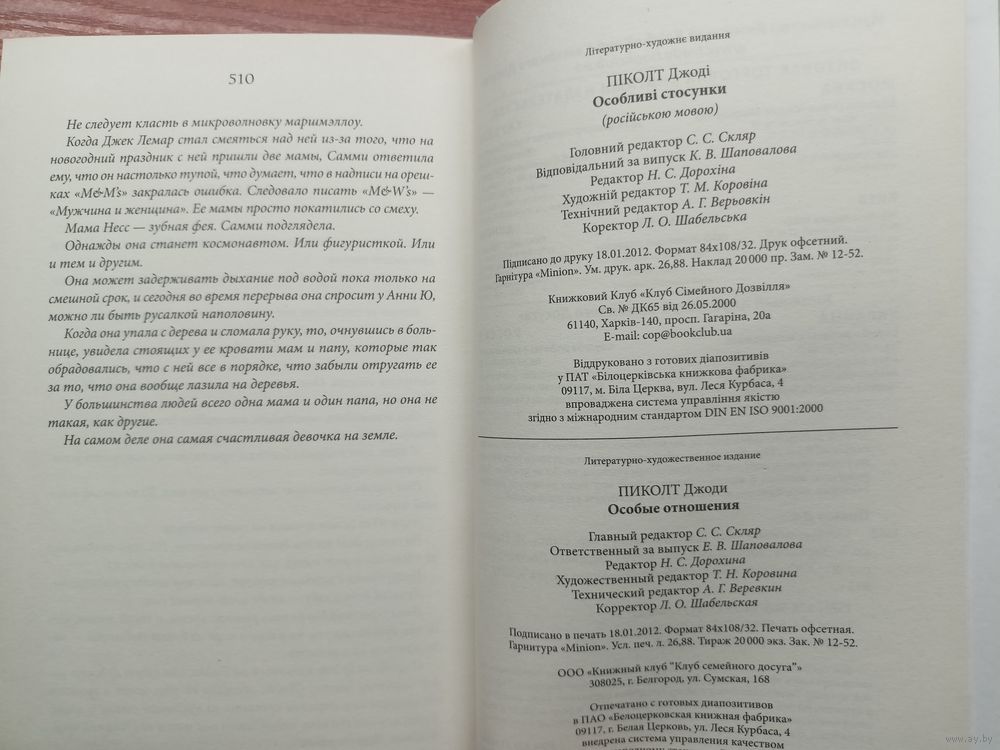 510
Не следует класть в микроволновку маршмэллоу.
Когда Джек Лемар стал смеяться над ней из-за того, что на
новогодний праздник с ней пришли две мамы, Самми ответила
ему, что он настолько тупой, что думает, что в надписи на ореш-
ках «M&M's» закралась ошибка. Следовало писать «M&W's» —
«Мужчина и женщина». Ее мамы просто покатились со смеху.
Мама Несс — зубная фея. Самми подглядела.
Однажды она станет космонавтом. Или фигуристкой. Или
и тем и другим.
Она может задерживать дыхание под водой пока только на
смешной срок, и сегодня во время перерыва она спросит у Анни Ю,
можно ли быть русалкой наполовину.
Когда она упала с дерева и сломала руку, то, очнувшись в боль-
нице, увидела стоящих у ее кровати мам и папу, которые так
обрадовались, что с ней все в порядке, что забыли отругать ее
за то, что она вообще лазила на деревья.
У большинства людей всего одна мама и один папа, но она не
такая, как другие.
На самом деле она самая счастливая девочка на земле.
Літературно-художнє видання
ПІКОЛТ Джоді
Особливі стосунки
(російською мовою)
Головний редактор С. С. Скляр
Відповідальний за випуск К. В. Шаповалова
Редактор Н. С. Дорохіна
Художній редактор Т. М. Коровіна
Технічний редактор А. Г. Верьовкін
Коректор Л. О. Шабельська
Підписано до друку 18.01.2012. Формат 84x108/32. Друк офсетний.
Гарнітура «Minion». Ум. друк. арк. 26,88. Наклад 20 000 пр. Зам. № 12-52.
Книжковий Клуб «Клуб Сімейного Дозвілля»
Св. № ДК65 від 26.05.2000
61140, Харків-140, просп. Гагаріна, 20а
E-mail: cop@bookclub.ua
Віддруковано з готових діапозитивів
у ПАТ «Білоцерківська книжкова фабрика»
09117, м. Біла Церква, вул. Леся Курбаса, 4
впроваджена система управління якістю
згідно з міжнародним стандартом DIN EN ISO 9001:2000
Литературно-художественное издание
ПИКОЛТ Джоди
Особые отношения
Главный редактор С. С. Скляр
Ответственный за выпуск Е. В. Шаповалова
Редактор Н. С. Дорохина
Художественный редактор Т. Н. Коровина
Технический редактор А. Г. Веревкин
Корректор Л. О. Шабельская
Подписано в печать 18.01.2012. Формат 84x108/32. Печать офсетная.
Гарнитура «Minion». Усл. печ. л. 26,88. Тираж 20 000 экз. Зак. № 12-52.
ООО «Книжный клуб "Клуб семейного досуга"»
308025, г. Белгород, ул. Сумская, 168
Отпечатано с готовых диапозитивов
в ПАО «Белоцерковская книжная фабрика»
09117, г. Белая Церковь, ул. Леся Курбаса, 4
внедрена система управления качеством
www.ay.by